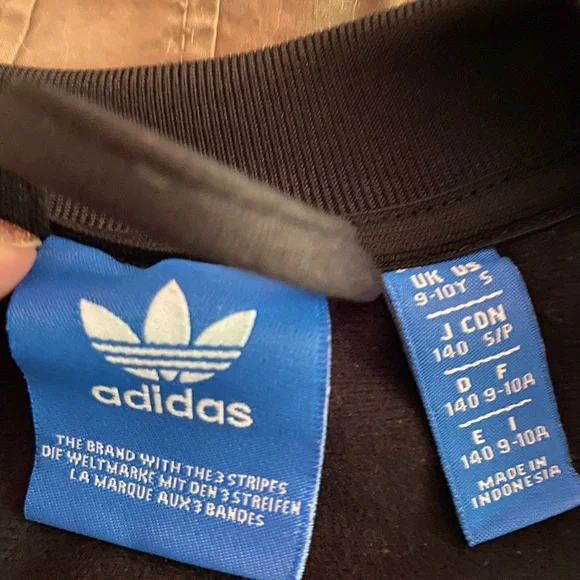 adidas
THE BRAND WITH THE 3 STRIPES
DIE WELTMARKE MIT DEN 3 STREIFEN
LA MARQUE AUX 3 BANDES
UK US
9-10Y S
J CDN
140 S/P
D F
140 9-10A
E I
140 9-10A
MADE IN
INDONESIA